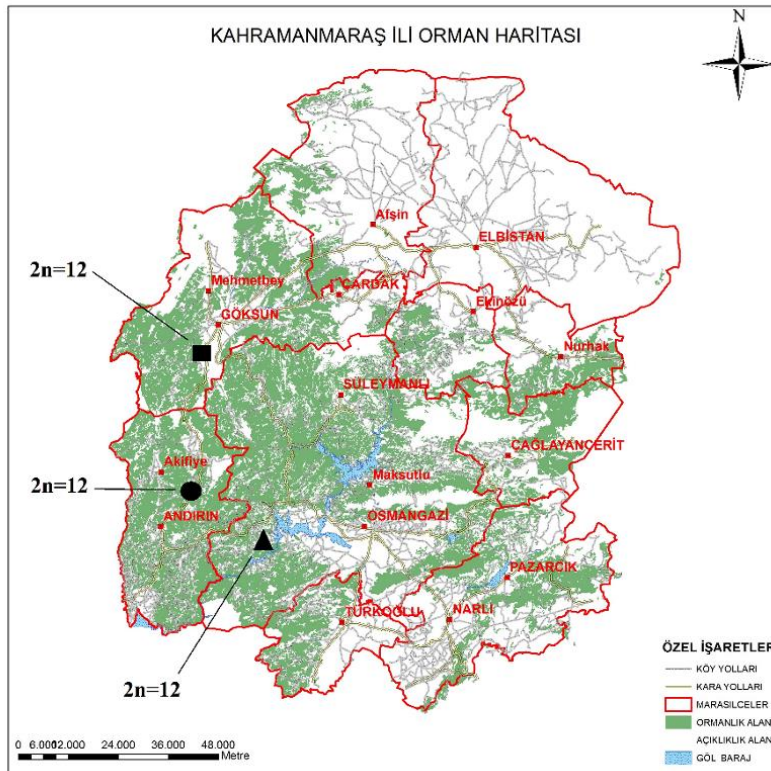 KAHRAMANMARAŞ İLİ ORMAN HARİTASI
N
Afşin
ELBİSTAN
2n=12
Mehmetbey
ÇARDAK
Ekinözü
GÖKSUN
Nurhak
SÜLEYMANLI
ÇAĞLAYANCERİT
Akifiye
2n=12
Maksutlu
ANDIRIN
OSMANGAZİ
PAZARCIK
TÜRKOĞLU
NARLI
2n=12
ÖZEL İŞARETLER
KÖY YOLLARI
KARA YOLLARI
MARASILCELER
ORMANLIK ALAN
AÇIKLIKLIK ALAN
GÖL BARAJ
0 6.00012.000 24.000 36.000 48.000
Metre